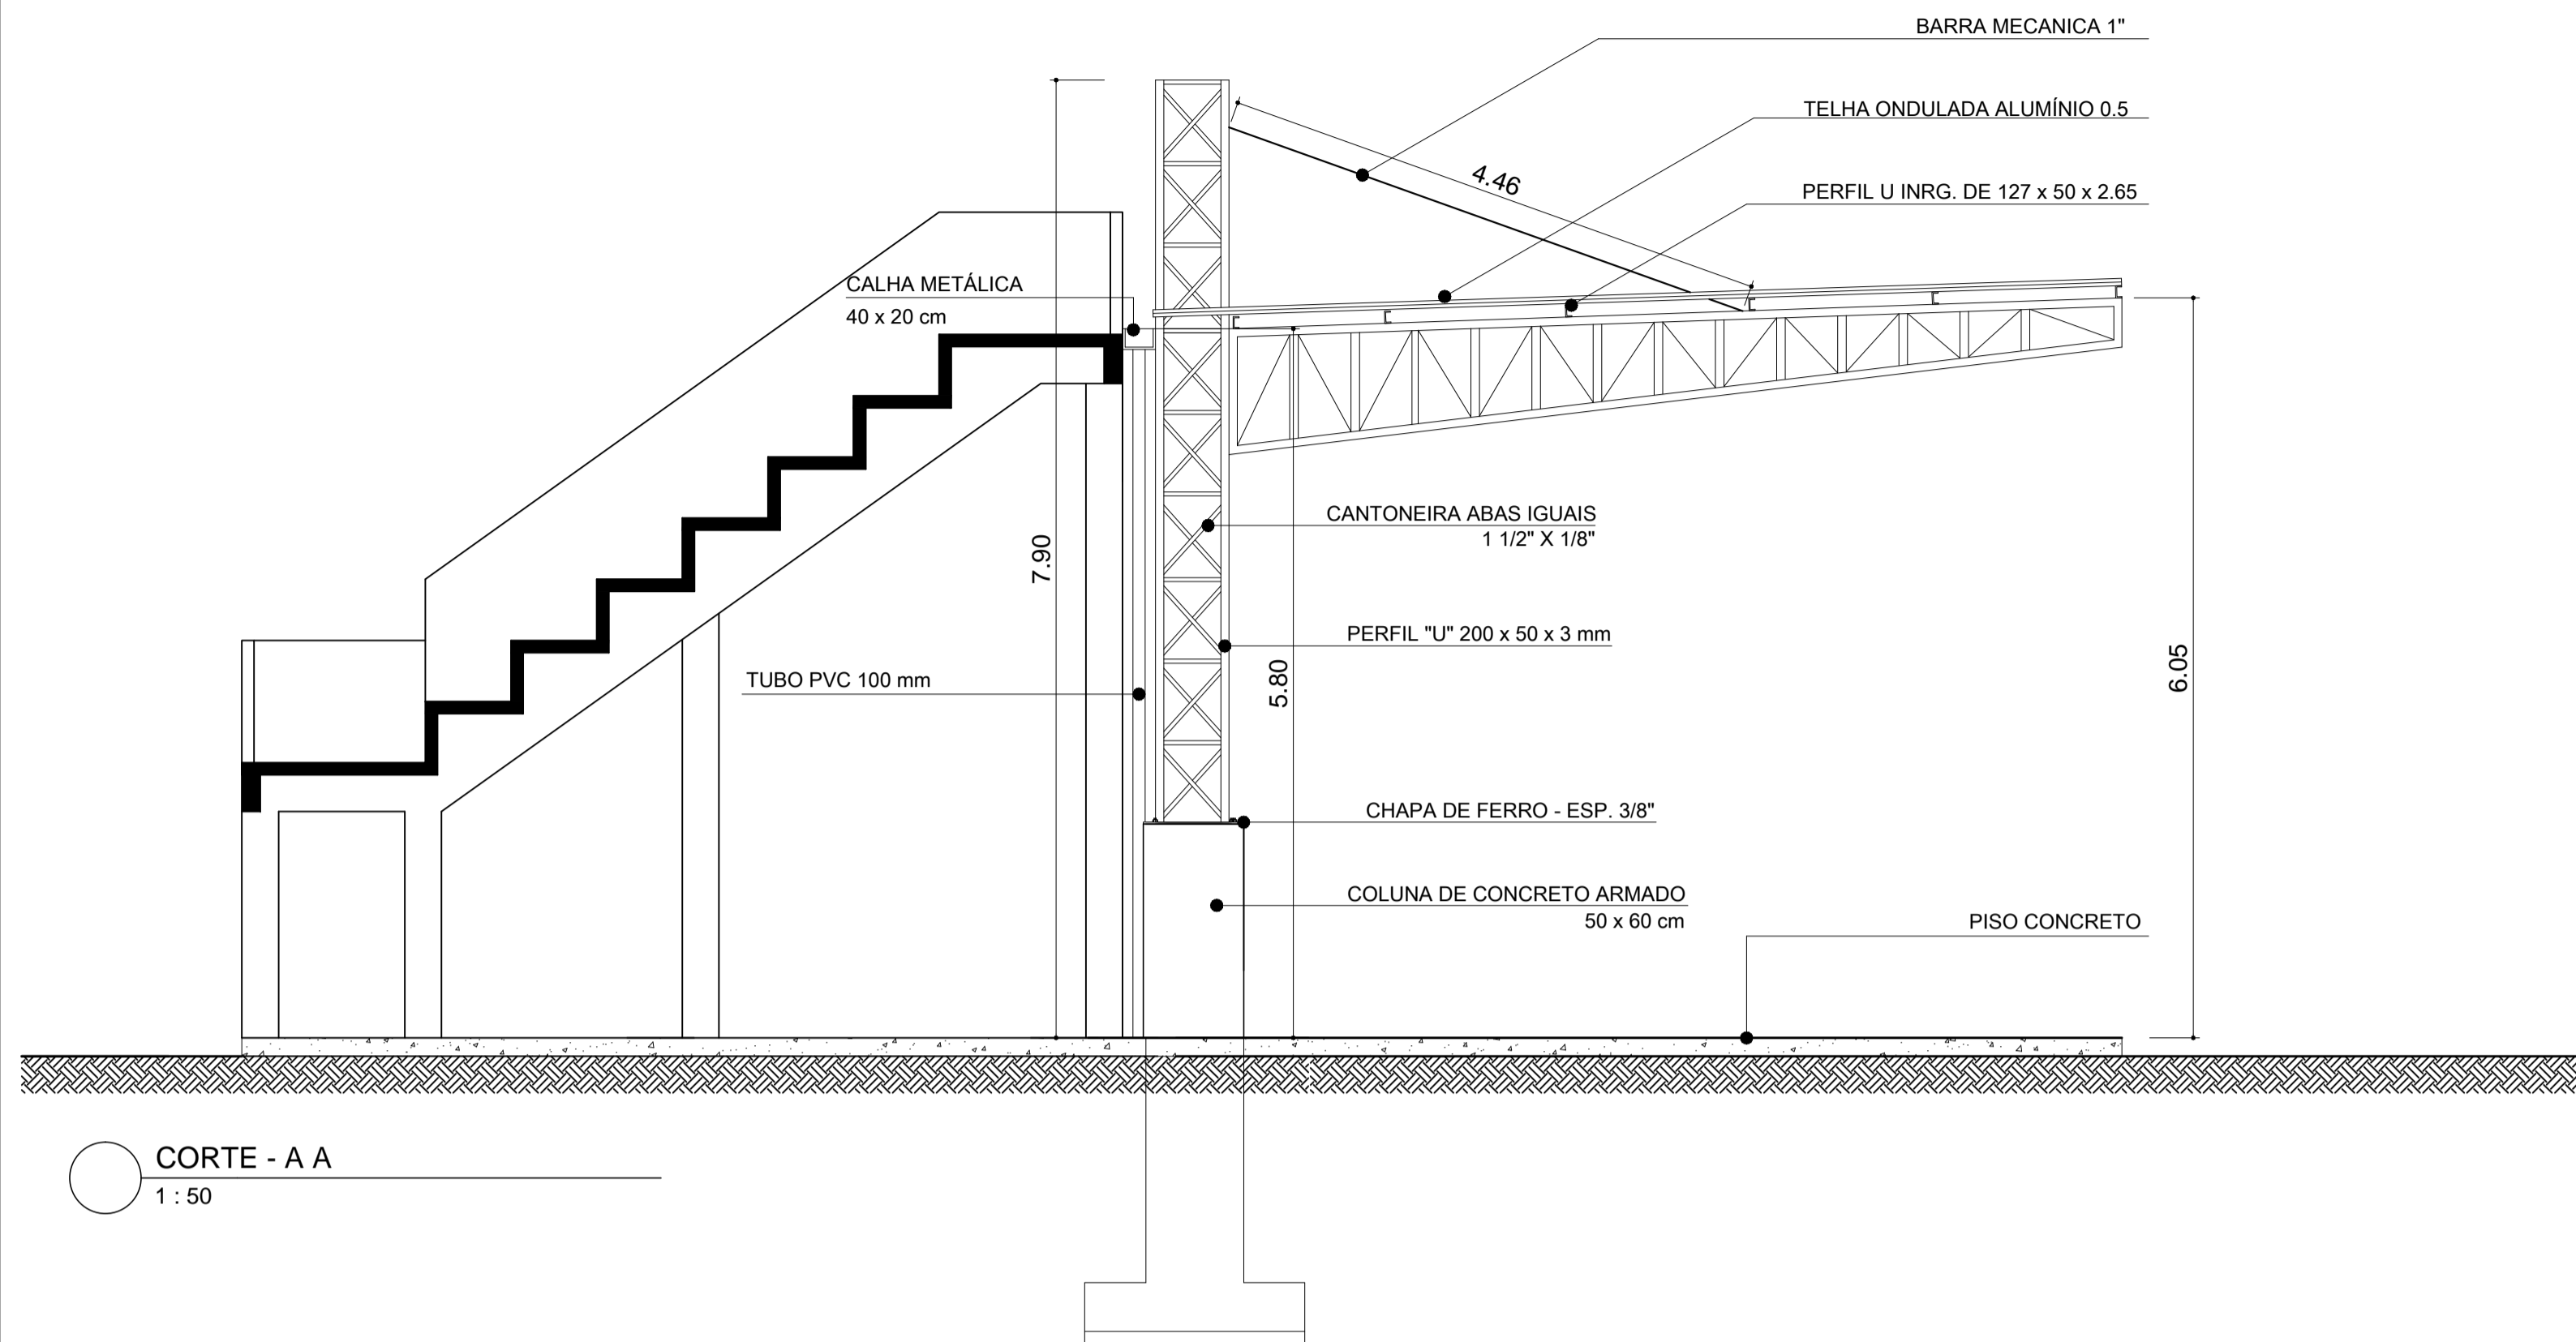 BARRA MECANICA 1"
TELHA ONDULADA ALUMÍNIO 0.5
4.46
PERFIL U INRG. DE 127 x 50 x 2.65
CALHA METÁLICA
40 x 20 cm
CANTONEIRA ABAS IGUAIS
1 1/2" X 1/8"
7.90
PERFIL "U" 200 x 50 x 3 mm
TUBO PVC 100 mm
5.80
6.05
CHAPA DE FERRO - ESP. 3/8"
COLUNA DE CONCRETO ARMADO
50 x 60 cm
PISO CONCRETO
CORTE - A A
1 : 50